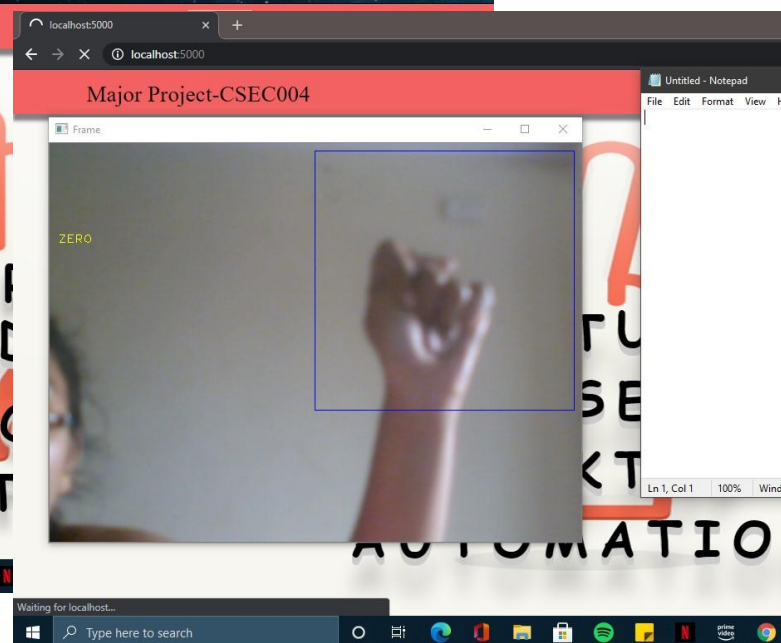 localhost:5000
localhost:5000
Major Project-CSEC004
Untitled - Notepad
File Edit Format View
Frame
ZERO
TU
SE
XT
AUTOMATIO
Ln 1, Col 1 100% Wind
Waiting for localhost...
Type here to search
prime video
N